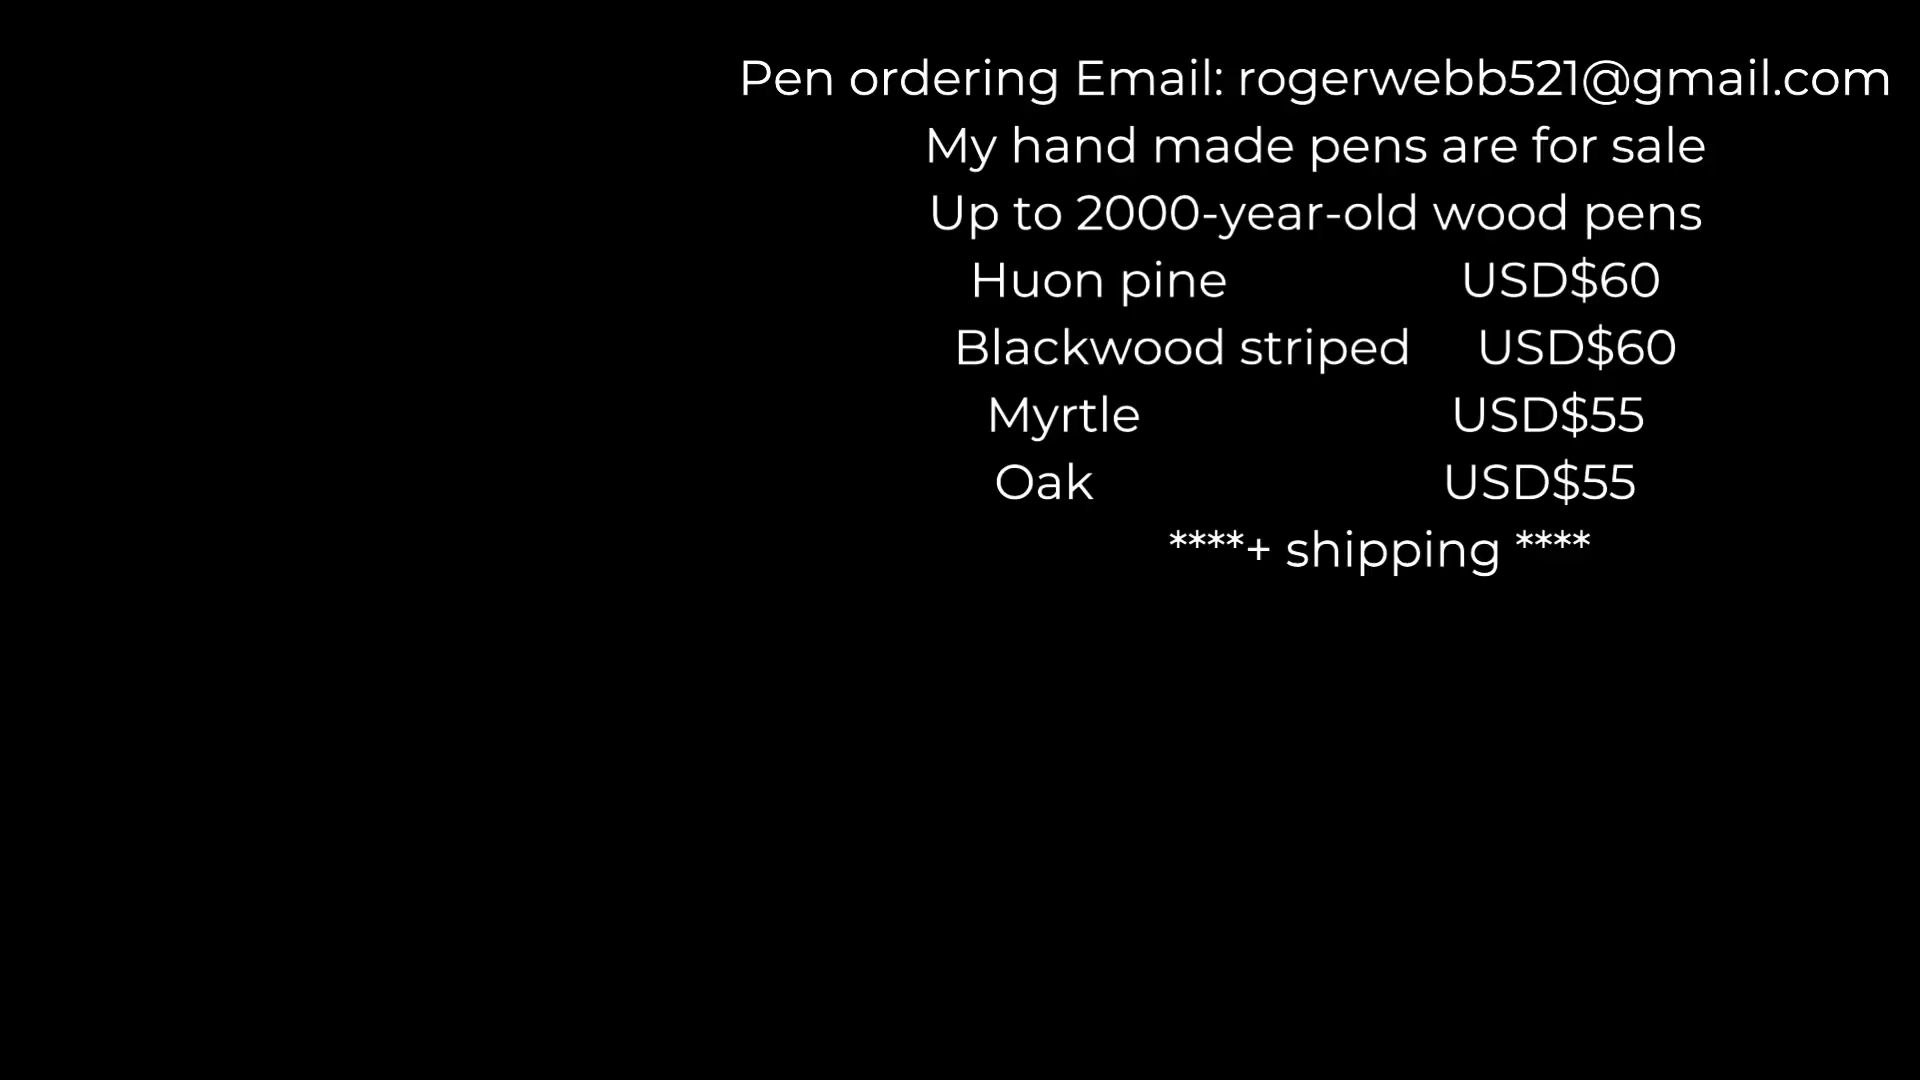 Pen ordering Email: rogerwebb521@gmail.com
My hand made pens are for sale
Up to 2000-year-old wood pens
Huon pine USD$60
Blackwood striped USD$60
Myrtle USD$55
Oak USD$55
****+ shipping ****